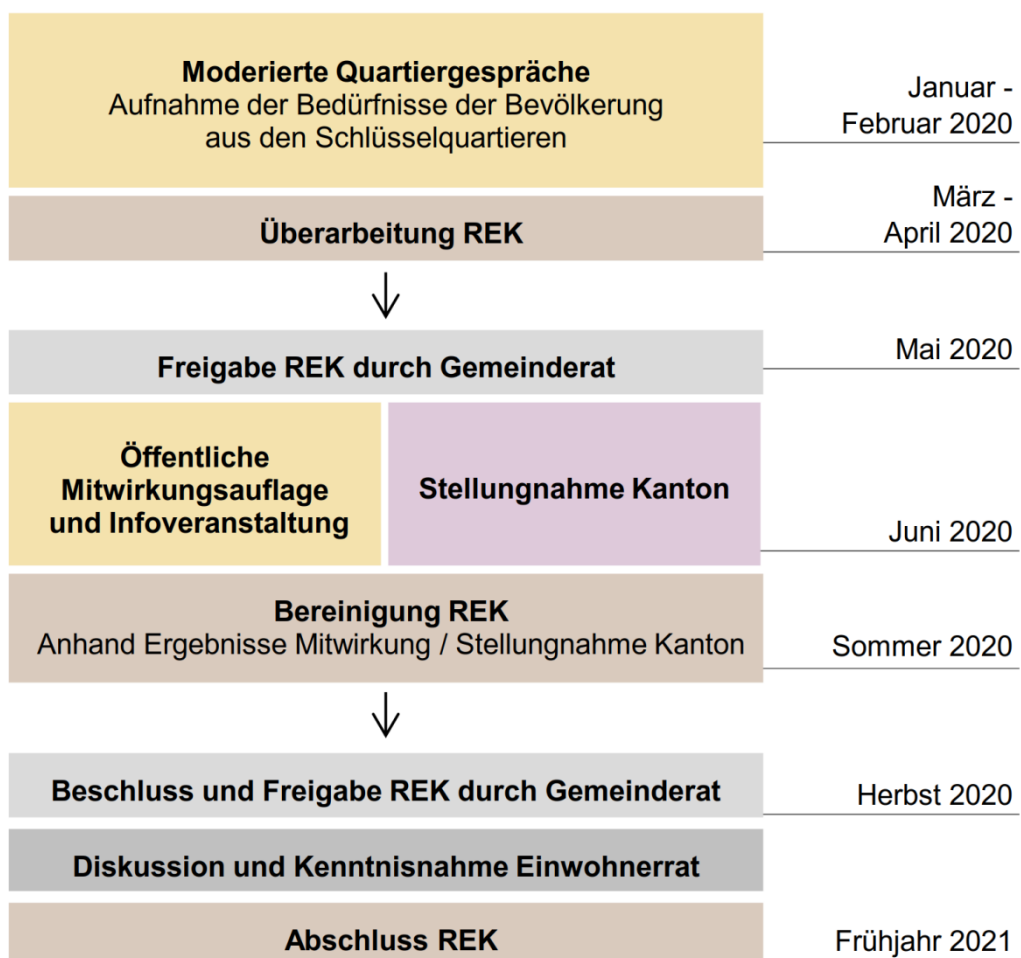 Moderierte Quartiergespräche
Aufnahme der Bedürfnisse der Bevölkerung
aus den Schlüsselquartieren
Januar -
Februar 2020
Überarbeitung REK
März -
April 2020
Freigabe REK durch Gemeinderat
Mai 2020
Öffentliche
Mitwirkungsauflage
und Infoveranstaltung
Stellungnahme Kanton
Juni 2020
Bereinigung REK
Anhand Ergebnisse Mitwirkung / Stellungnahme Kanton
Sommer 2020
Beschluss und Freigabe REK durch Gemeinderat
Herbst 2020
Diskussion und Kenntnisnahme Einwohnerrat
Abschluss REK
Frühjahr 2021